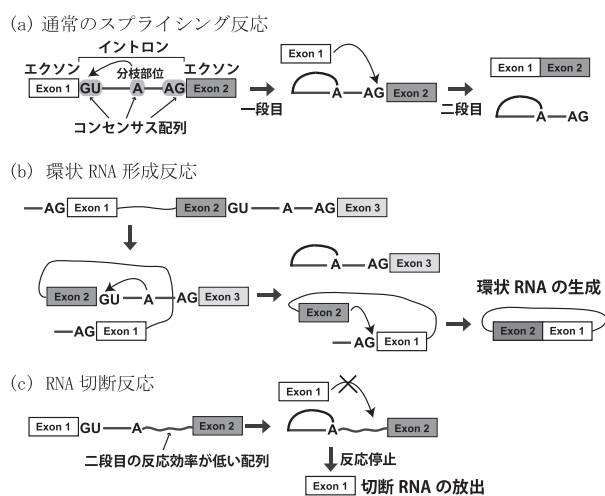 (a) 通常のスプライシング反応
イントロン
エクソン 分枝部位 エクソン
Exon 1 GU A AG Exon 2
コンセンサス配列
一段目
Exon 1
A AG Exon 2
二段目
Exon 1 Exon 2
A AG
(b) 環状 RNA 形成反応
AG Exon 1 Exon 2 GU A AG Exon 3
Exon 2 GU A AG Exon 3
AG Exon 1
A AG Exon 3
Exon 2
AG Exon 1
環状 RNA の生成
Exon 2 Exon 1
(c) RNA 切断反応
Exon 1 GU A Exon 2
二段目の反応効率が低い配列
Exon 1
A Exon 2
反応停止
Exon 1 切断 RNA の放出